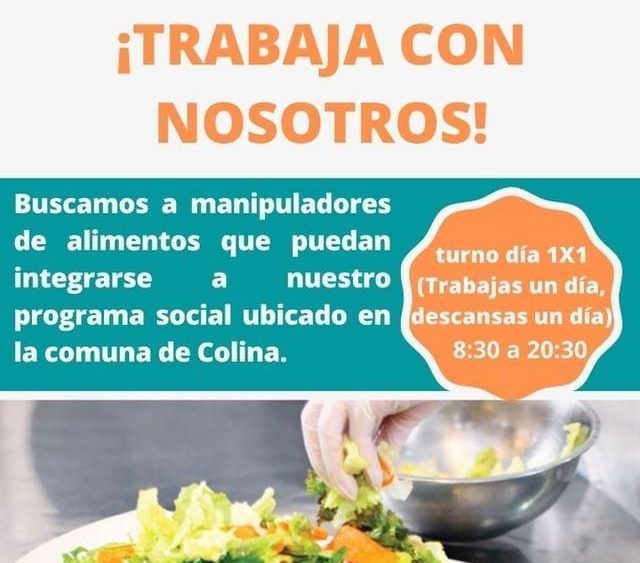 ¡TRABAJA CON
NOSOTROS!
Buscamos a manipuladores
de alimentos que puedan
integrarse a nuestro
programa social ubicado en
la comuna de Colina.
turno día 1X1
(Trabajas un día,
descansas un día)
8:30 a 20:30